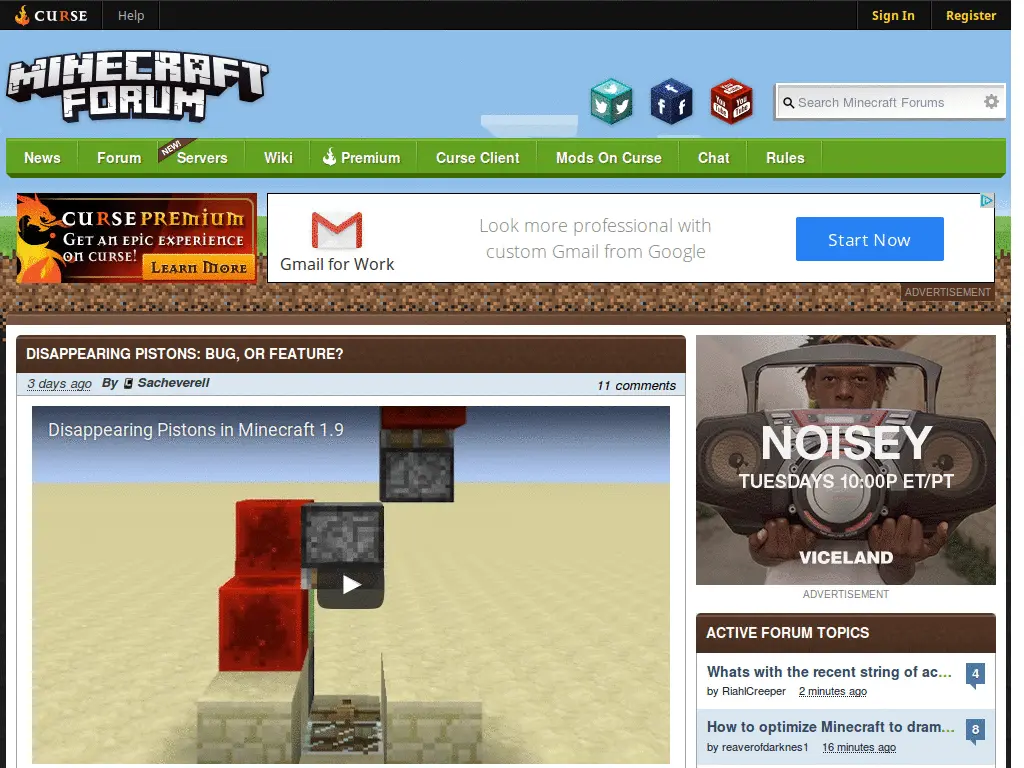 CURSE
Help
Sign In
Register
MINECRAFT
FORUM
Search Minecraft Forums
News
Forum
NEW!
Servers
Wiki
Premium
Curse Client
Mods On Curse
Chat
Rules
CURSE PREMIUM
GET AN EPIC EXPERIENCE
ON CURSE!
LEARN MORE
Gmail for Work
Look more professional with
custom Gmail from Google
Start Now
ADVERTISEMENT
DISAPPEARING PISTONS: BUG, OR FEATURE?
3 days ago By Sacheverell
11 comments
Disappearing Pistons in Minecraft 1.9
NOISEY
TUESDAYS 10:00P ET/PT
VICELAND
ADVERTISEMENT
ACTIVE FORUM TOPICS
Whats with the recent string of ac...
4
by RiahlCreeper 2 minutes ago
How to optimize Minecraft to dram...
8
by reaverofdarknes1 16 minutes ago